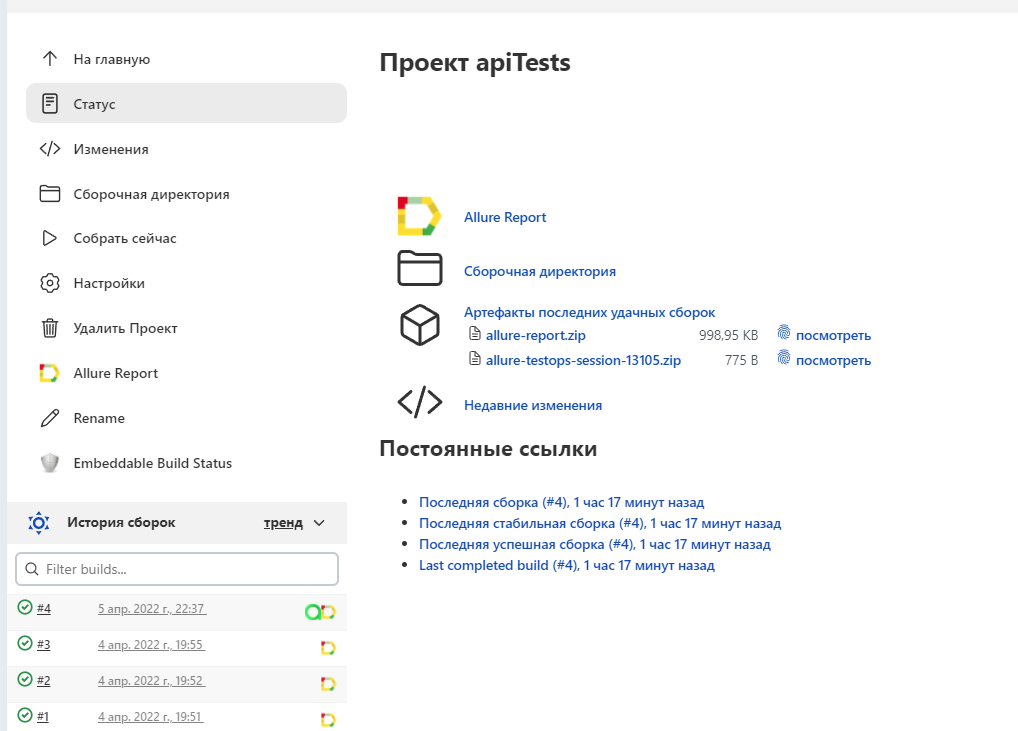 На главную
Статус
Изменения
Сборочная директория
Собрать сейчас
Настройки
Удалить Проект
Allure Report
Rename
Embeddable Build Status
История сборок тренд
Filter builds...
#4 5 апр. 2022 г., 22:37
#3 4 апр. 2022 г., 19:55
#2 4 апр. 2022 г., 19:52
#1 4 апр. 2022 г., 19:51
Проект apiTests
Allure Report
Сборочная директория
Артефакты последних удачных сборок
allure-report.zip 998,95 KB посмотреть
allure-testops-session-13105.zip 775 B посмотреть
Недавние изменения
Постоянные ссылки
Последняя сборка (#4), 1 час 17 минут назад
Последняя стабильная сборка (#4), 1 час 17 минут назад
Последняя успешная сборка (#4), 1 час 17 минут назад
Last completed build (#4), 1 час 17 минут назад